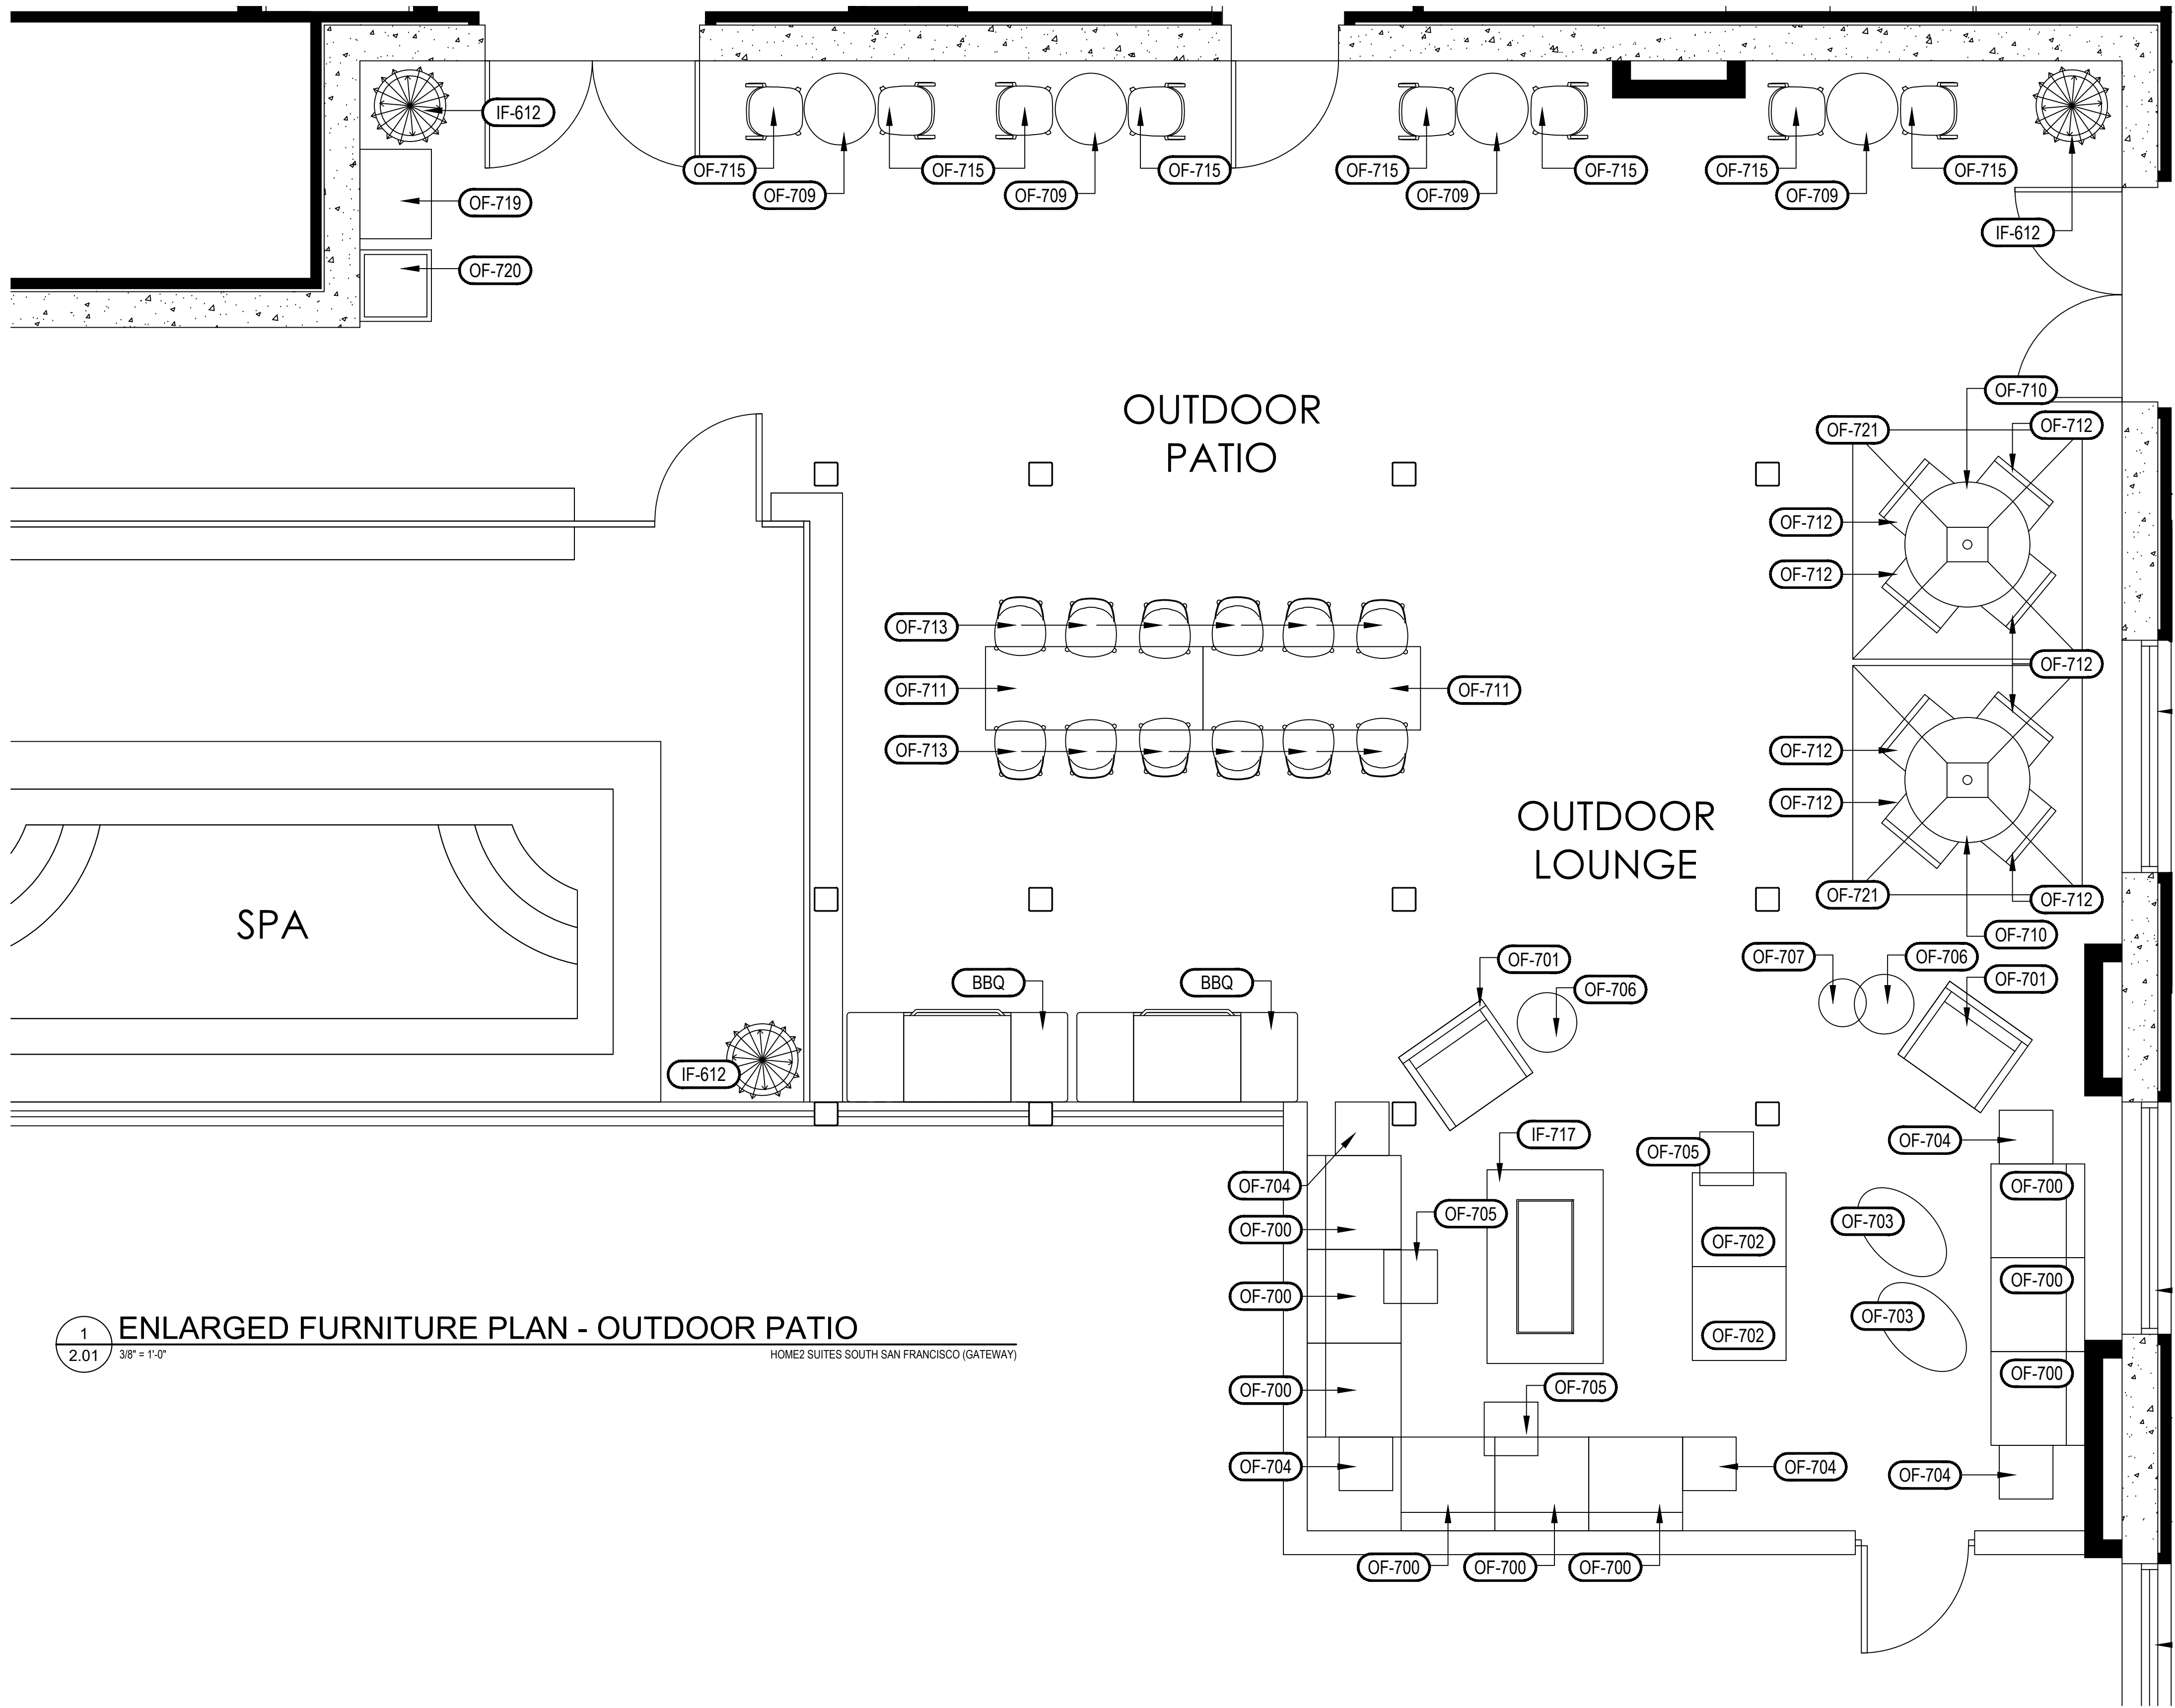 IF-612
OF-715
OF-709
OF-715
OF-709
OF-715
OF-715
OF-709
OF-715
OF-715
OF-709
OF-715
OF-719
OF-720
IF-612
OUTDOOR
PATIO
OF-710
OF-721
OF-712
OF-712
OF-712
OF-713
OF-712
OF-711
OF-711
OF-713
OF-712
OF-712
OUTDOOR
LOUNGE
OF-721
OF-712
SPA
OF-710
OF-701
OF-707
OF-706
BBQ
BBQ
OF-706
OF-701
IF-612
IF-717
OF-705
OF-704
OF-704
OF-700
OF-700
OF-705
OF-703
OF-700
OF-702
OF-700
OF-700
OF-703
OF-702
OF-700
OF-700
OF-705
OF-704
OF-704
OF-704
OF-700
OF-700
OF-700
1
2.01
ENLARGED FURNITURE PLAN - OUTDOOR PATIO
3/8" = 1'-0"
HOME2 SUITES SOUTH SAN FRANCISCO (GATEWAY)